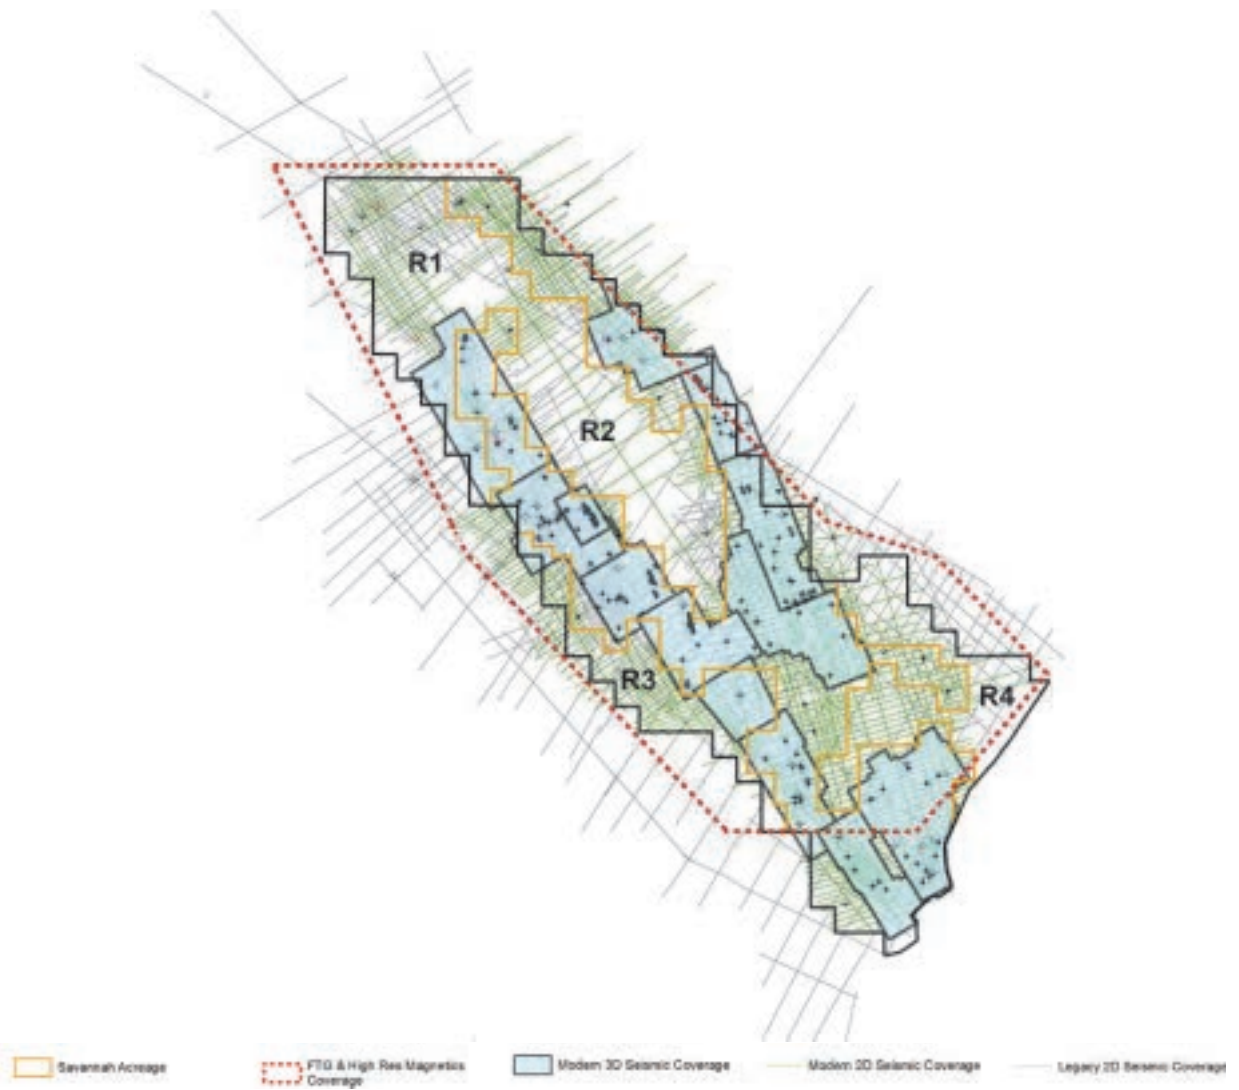 R1
R2
R3
R4
Savannah Acreage
FTG & High Res Magnetics
Coverage
Modern 3D Seismic Coverage
Modern 2D Seismic Coverage
Legacy 2D Seismic Coverage